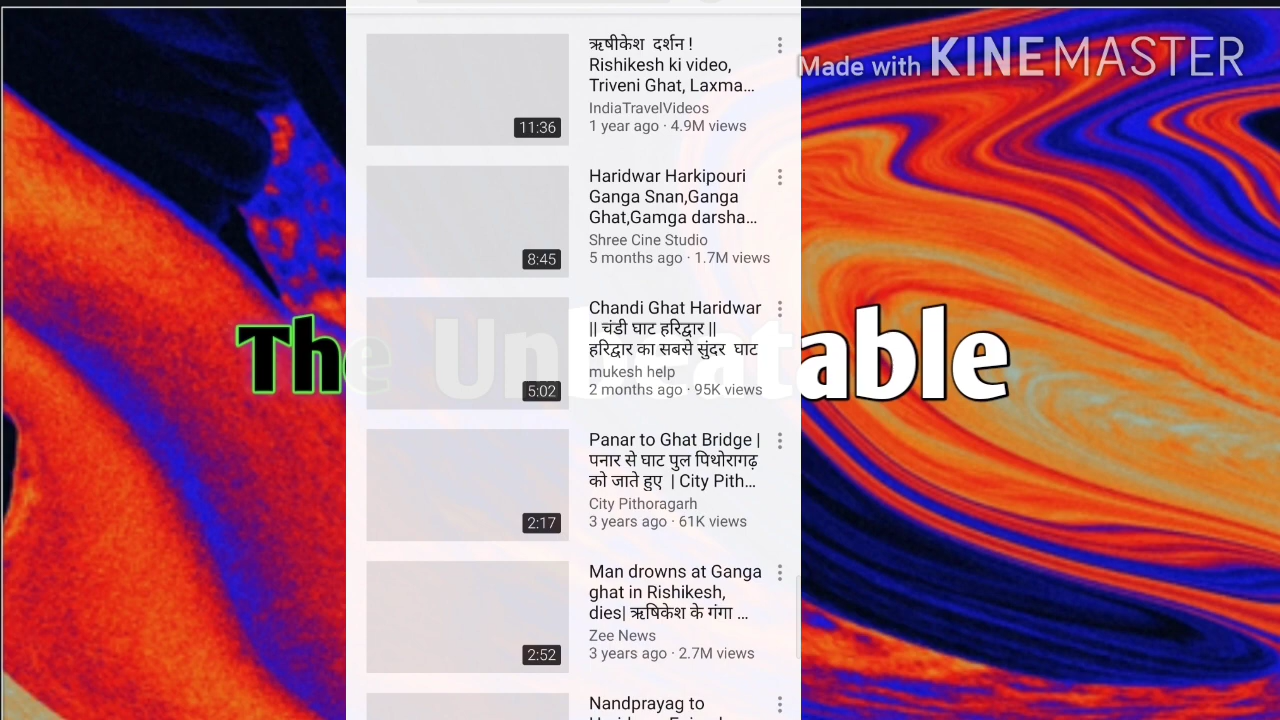 ऋषीकेश दर्शन !
Rishikesh ki video,
Triveni Ghat, Laxma...
IndiaTravelVideos
1 year ago · 4.9M views
11:36
Made with KINEMASTER
Haridwar Harkipouri
Ganga Snan,Ganga
Ghat,Gamga darsha...
Shree Cine Studio
5 months ago · 1.7M views
8:45
Chandi Ghat Haridwar
|| चंडी घाट हरिद्वार ||
हरिद्वार का सबसे सुंदर घाट
mukesh help
2 months ago · 95K views
5:02
The Unbeatable
Panar to Ghat Bridge |
पनार से घाट पुल पिथोरागढ़
को जाते हुए | City Pith...
City Pithoragarh
3 years ago · 61K views
2:17
Man drowns at Ganga
ghat in Rishikesh,
dies| ऋषिकेश के गंगा ...
Zee News
3 years ago · 2.7M views
2:52
Nandprayag to